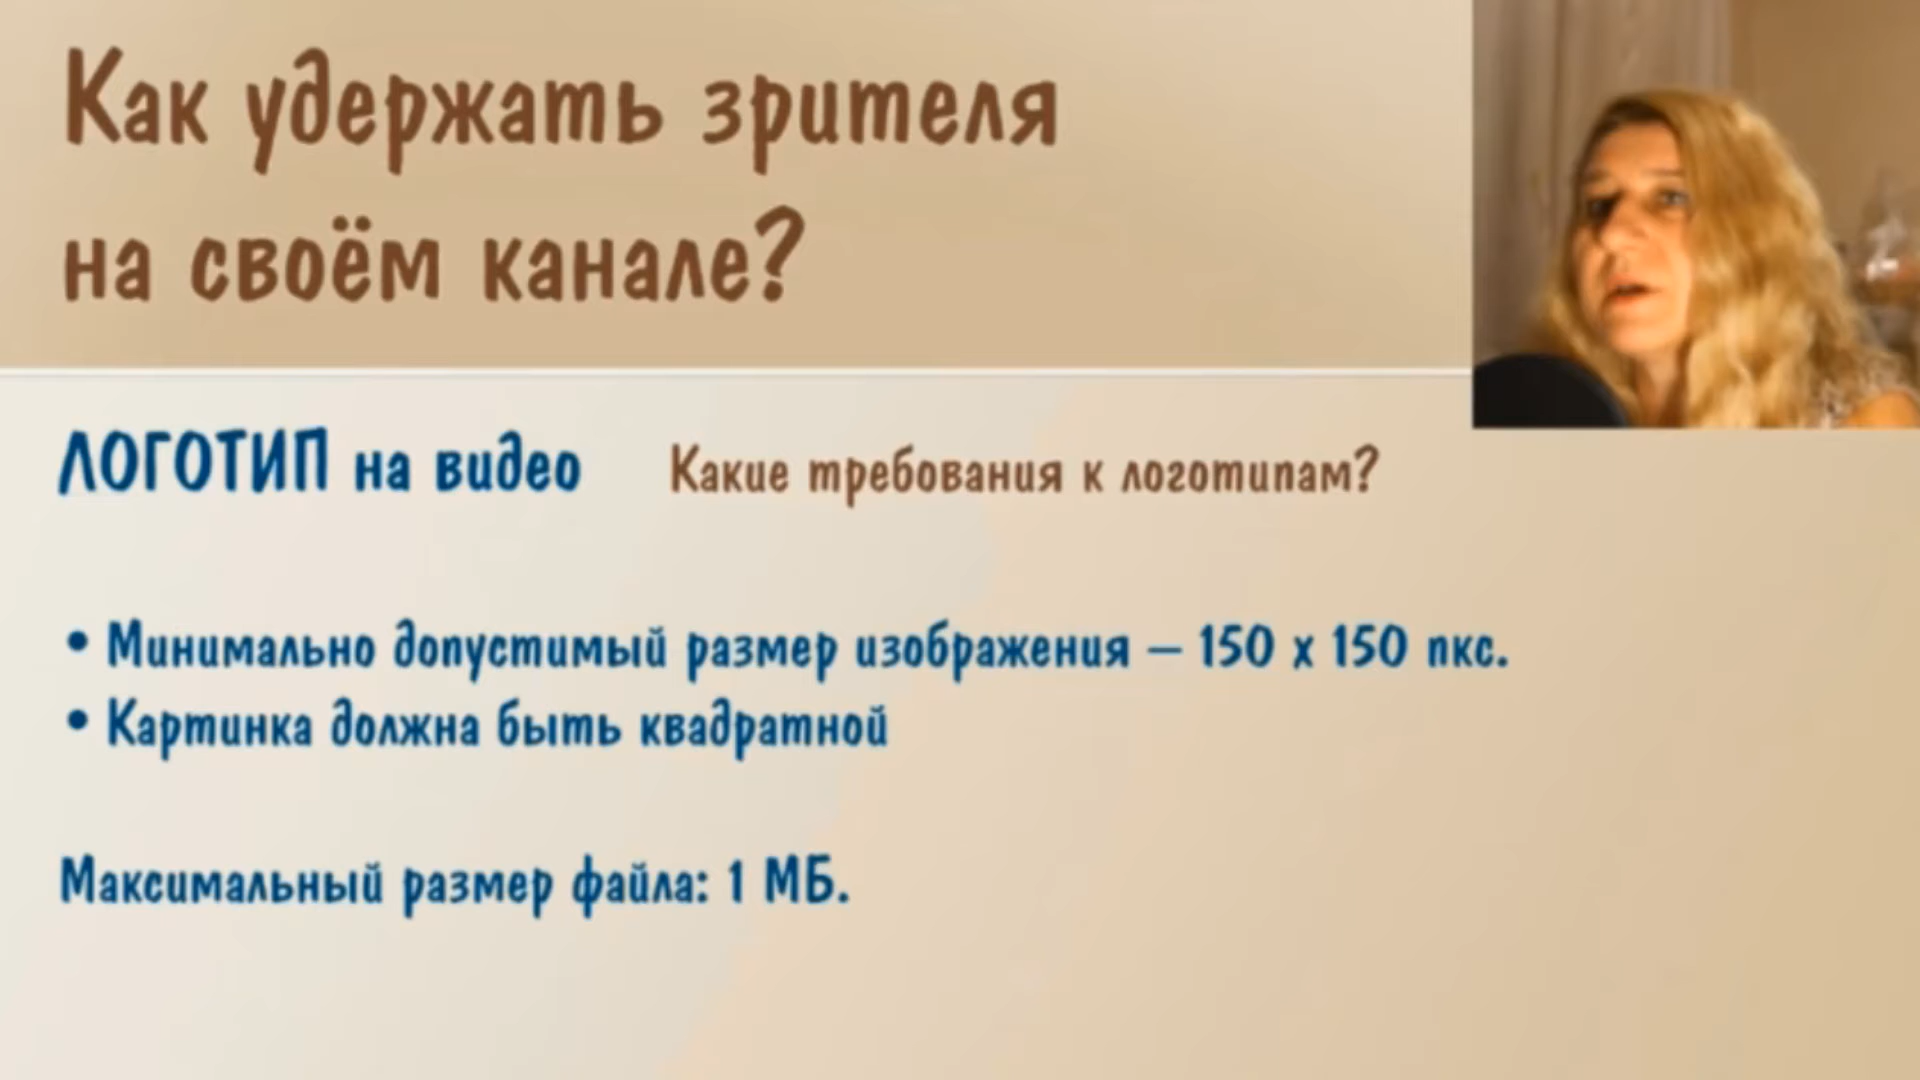 Как удержать зрителя
на своём канале?
ЛОГОТИП на видео Какие требования к логотипам?
• Минимально допустимый размер изображения – 150 x 150 пкс.
• Картинка должна быть квадратной
Максимальный размер файла: 1 МБ.